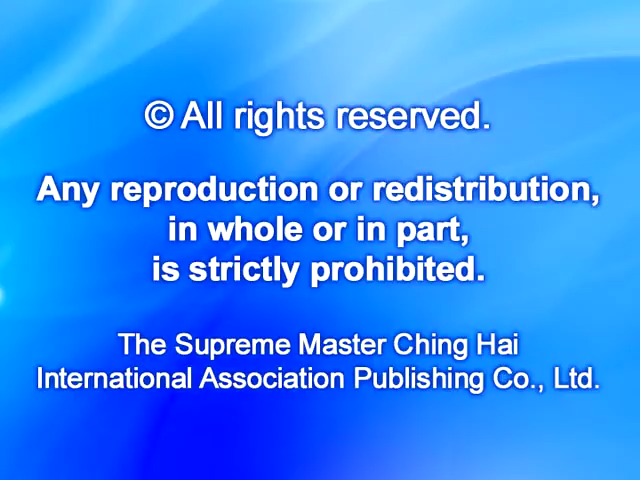 © All rights reserved.
Any reproduction or redistribution,
in whole or in part,
is strictly prohibited.
The Supreme Master Ching Hai
International Association Publishing Co., Ltd.